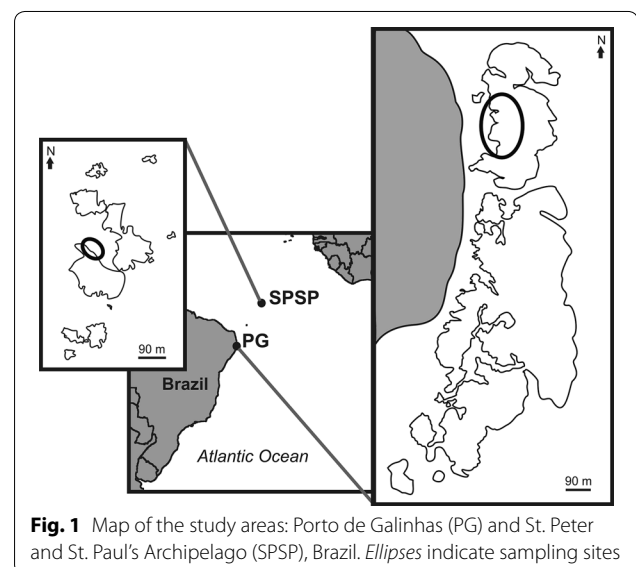 N
N
SPSP
PG
Brazil
Atlantic Ocean
90 m
90 m
Fig. 1 Map of the study areas: Porto de Galinhas (PG) and St. Peter
and St. Paul's Archipelago (SPSP), Brazil. Ellipses indicate sampling sites